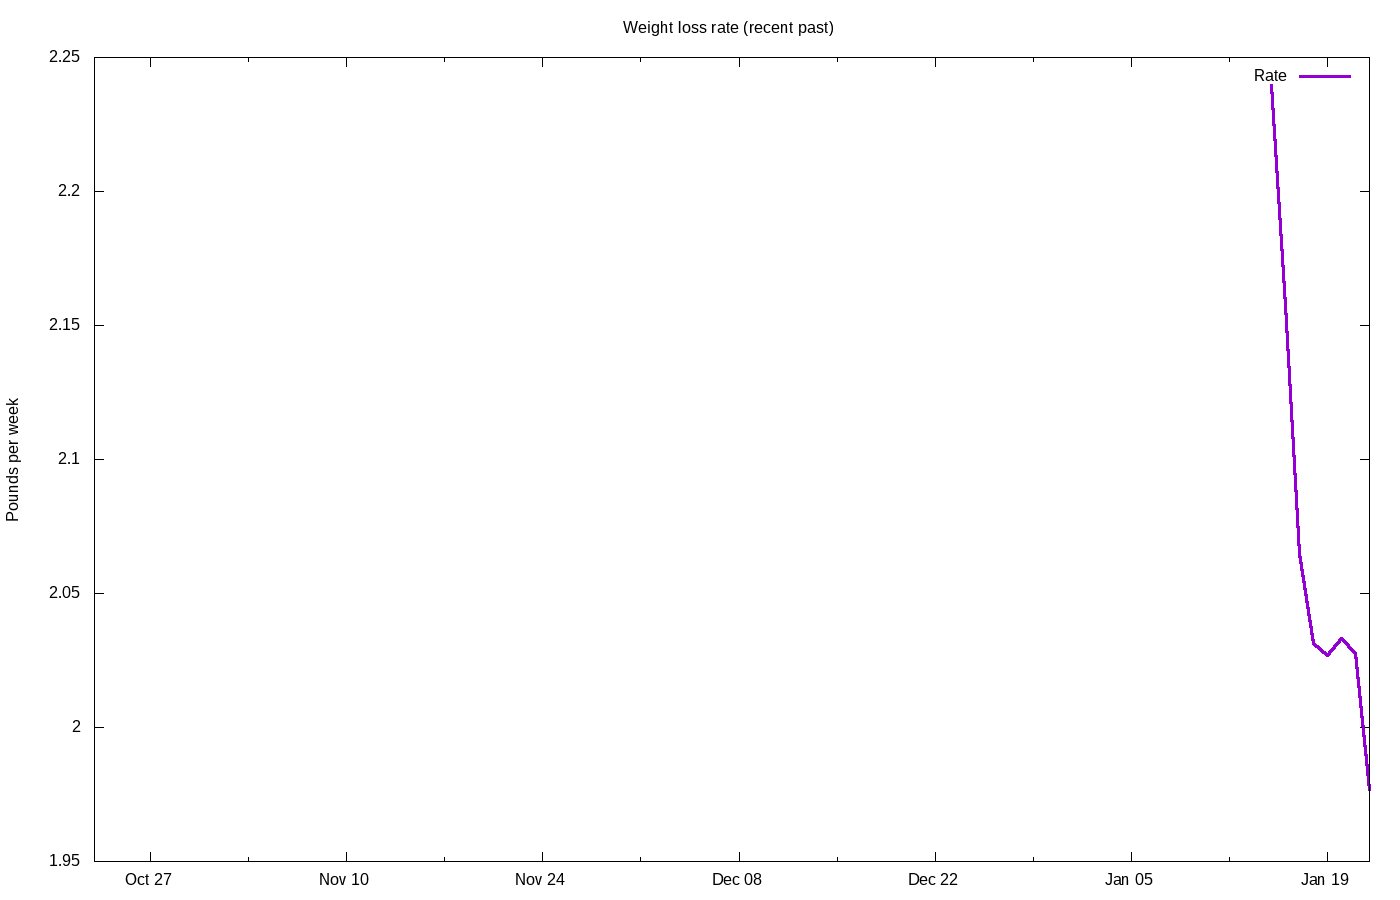 Weight loss rate (recent past)
2.25
Rate
2.2
2.15
2.1
Pounds per week
2.05
2
1.95
Oct 27 Nov 10 Nov 24 Dec 08 Dec 22 Jan 05 Jan 19